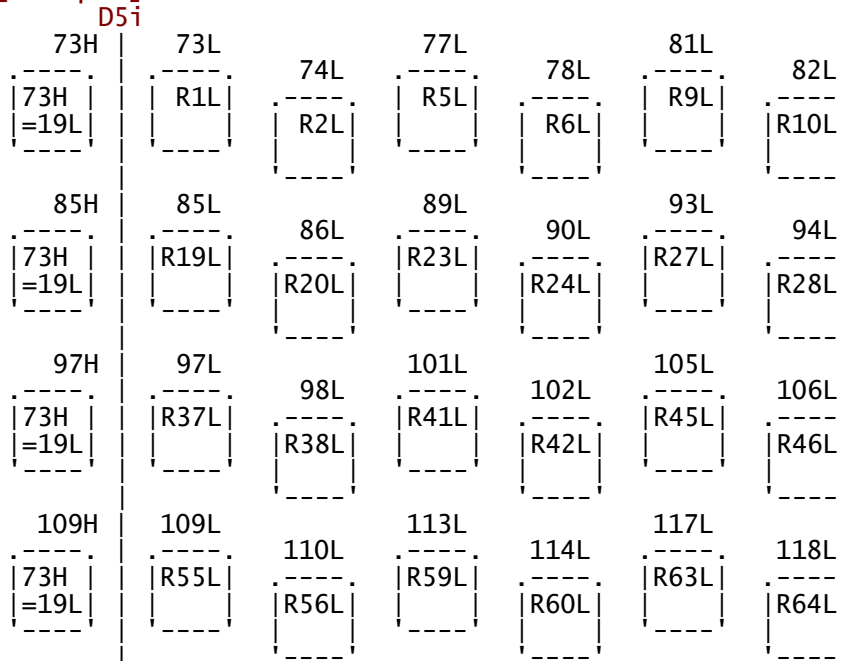 D5i
73H | 73L 77L 81L
.----. | .----. 74L .----. 78L .----. 82L
|73H | | | R1L| .----. | R5L| .----. | R9L| .----
|=19L| | | | | R2L| | | | R6L| | | |R10L
'----' | '----' | | '----' | | '----' |
| '----' '----' '----
85H | 85L 89L 93L
.----. | .----. 86L .----. 90L .----. 94L
|73H | | |R19L| .----. |R23L| .----. |R27L| .----
|=19L| | | | |R20L| | | |R24L| | | |R28L
'----' | '----' | | '----' | | '----' |
| '----' '----' '----
97H | 97L 101L 105L
.----. | .----. 98L .----. 102L .----. 106L
|73H | | |R37L| .----. |R41L| .----. |R45L| .----
|=19L| | | | |R38L| | | |R42L| | | |R46L
'----' | '----' | | '----' | | '----' |
| '----' '----' '----
109H | 109L 113L 117L
.----. | .----. 110L .----. 114L .----. 118L
|73H | | |R55L| .----. |R59L| .----. |R63L| .----
|=19L| | | | |R56L| | | |R60L| | | |R64L
'----' | '----' | | '----' | | '----' |
| '----' '----' '----